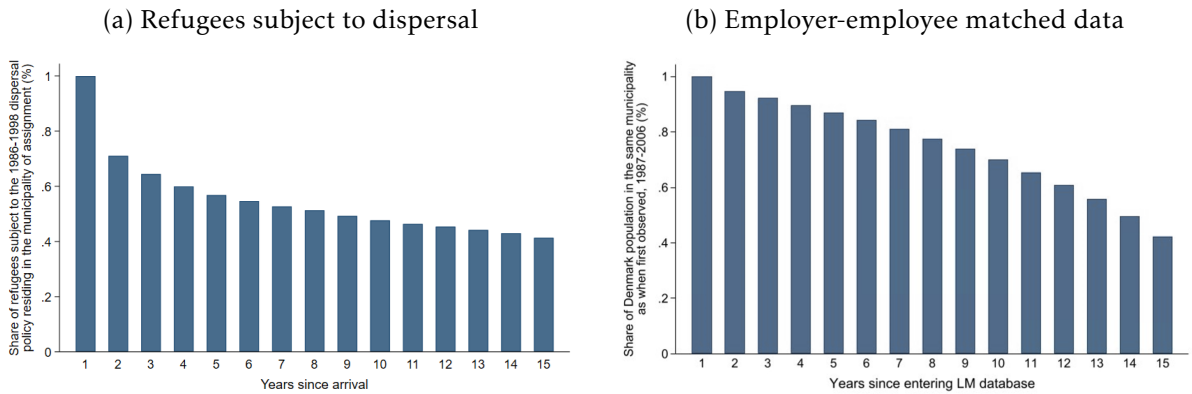 (a) Refugees subject to dispersal
Share of refugees subject to the 1986-1998 dispersal
policy residing in the municipality of assignment (%)
1
.8
.6
.4
.2
0
1 2 3 4 5 6 7 8 9 10 11 12 13 14 15
Years since arrival
(b) Employer-employee matched data
Share of Denmark population in the same municipality
as when first observed, 1987-2006 (%)
1
.8
.6
.4
.2
0
1 2 3 4 5 6 7 8 9 10 11 12 13 14 15
Years since entering LM database